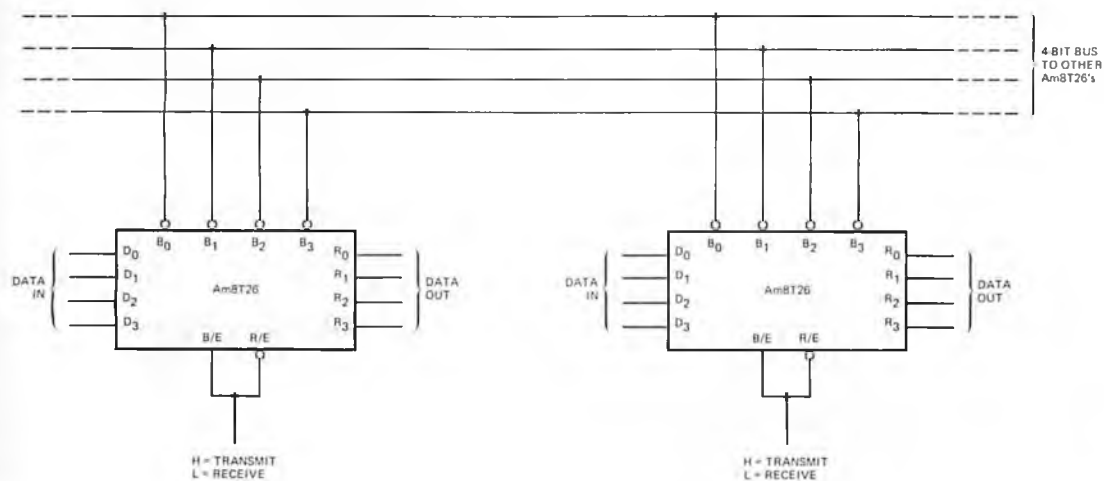 4-BIT BUS
TO OTHER
Am8T26's
B0 B1 B2 B3
D0
D1
D2
D3
DATA
IN
Am8T26
R0
R1
R2
R3
DATA
OUT
B/E R/E
H = TRANSMIT
L = RECEIVE
B0 B1 B2 B3
D0
D1
D2
D3
DATA
IN
Am8T26
R0
R1
R2
R3
DATA
OUT
B/E R/E
H = TRANSMIT
L = RECEIVE